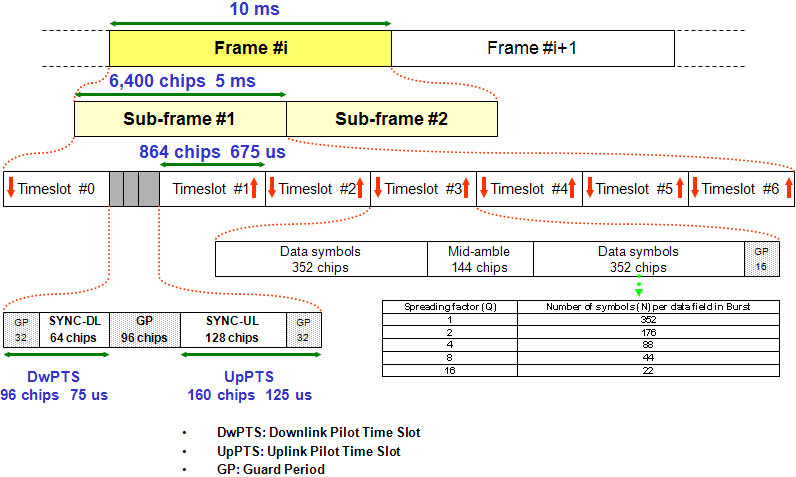 10 ms
Frame #i
Frame #i+1
6,400 chips 5 ms
Sub-frame #1
Sub-frame #2
864 chips 675 us
Timeslot #0
Timeslot #1
Timeslot #2
Timeslot #3
Timeslot #4
Timeslot #5
Timeslot #6
Data symbols
352 chips
Mid-amble
144 chips
Data symbols
352 chips
GP
16
Spreading factor (Q) Number of symbols (N) per data field in Burst
1 352
2 176
4 88
8 44
16 22
GP
32
SYNC-DL
64 chips
GP
96 chips
SYNC-UL
128 chips
GP
32
DwPTS
96 chips 75 us
UpPTS
160 chips 125 us
• DwPTS: Downlink Pilot Time Slot
• UpPTS: Uplink Pilot Time Slot
• GP: Guard Period